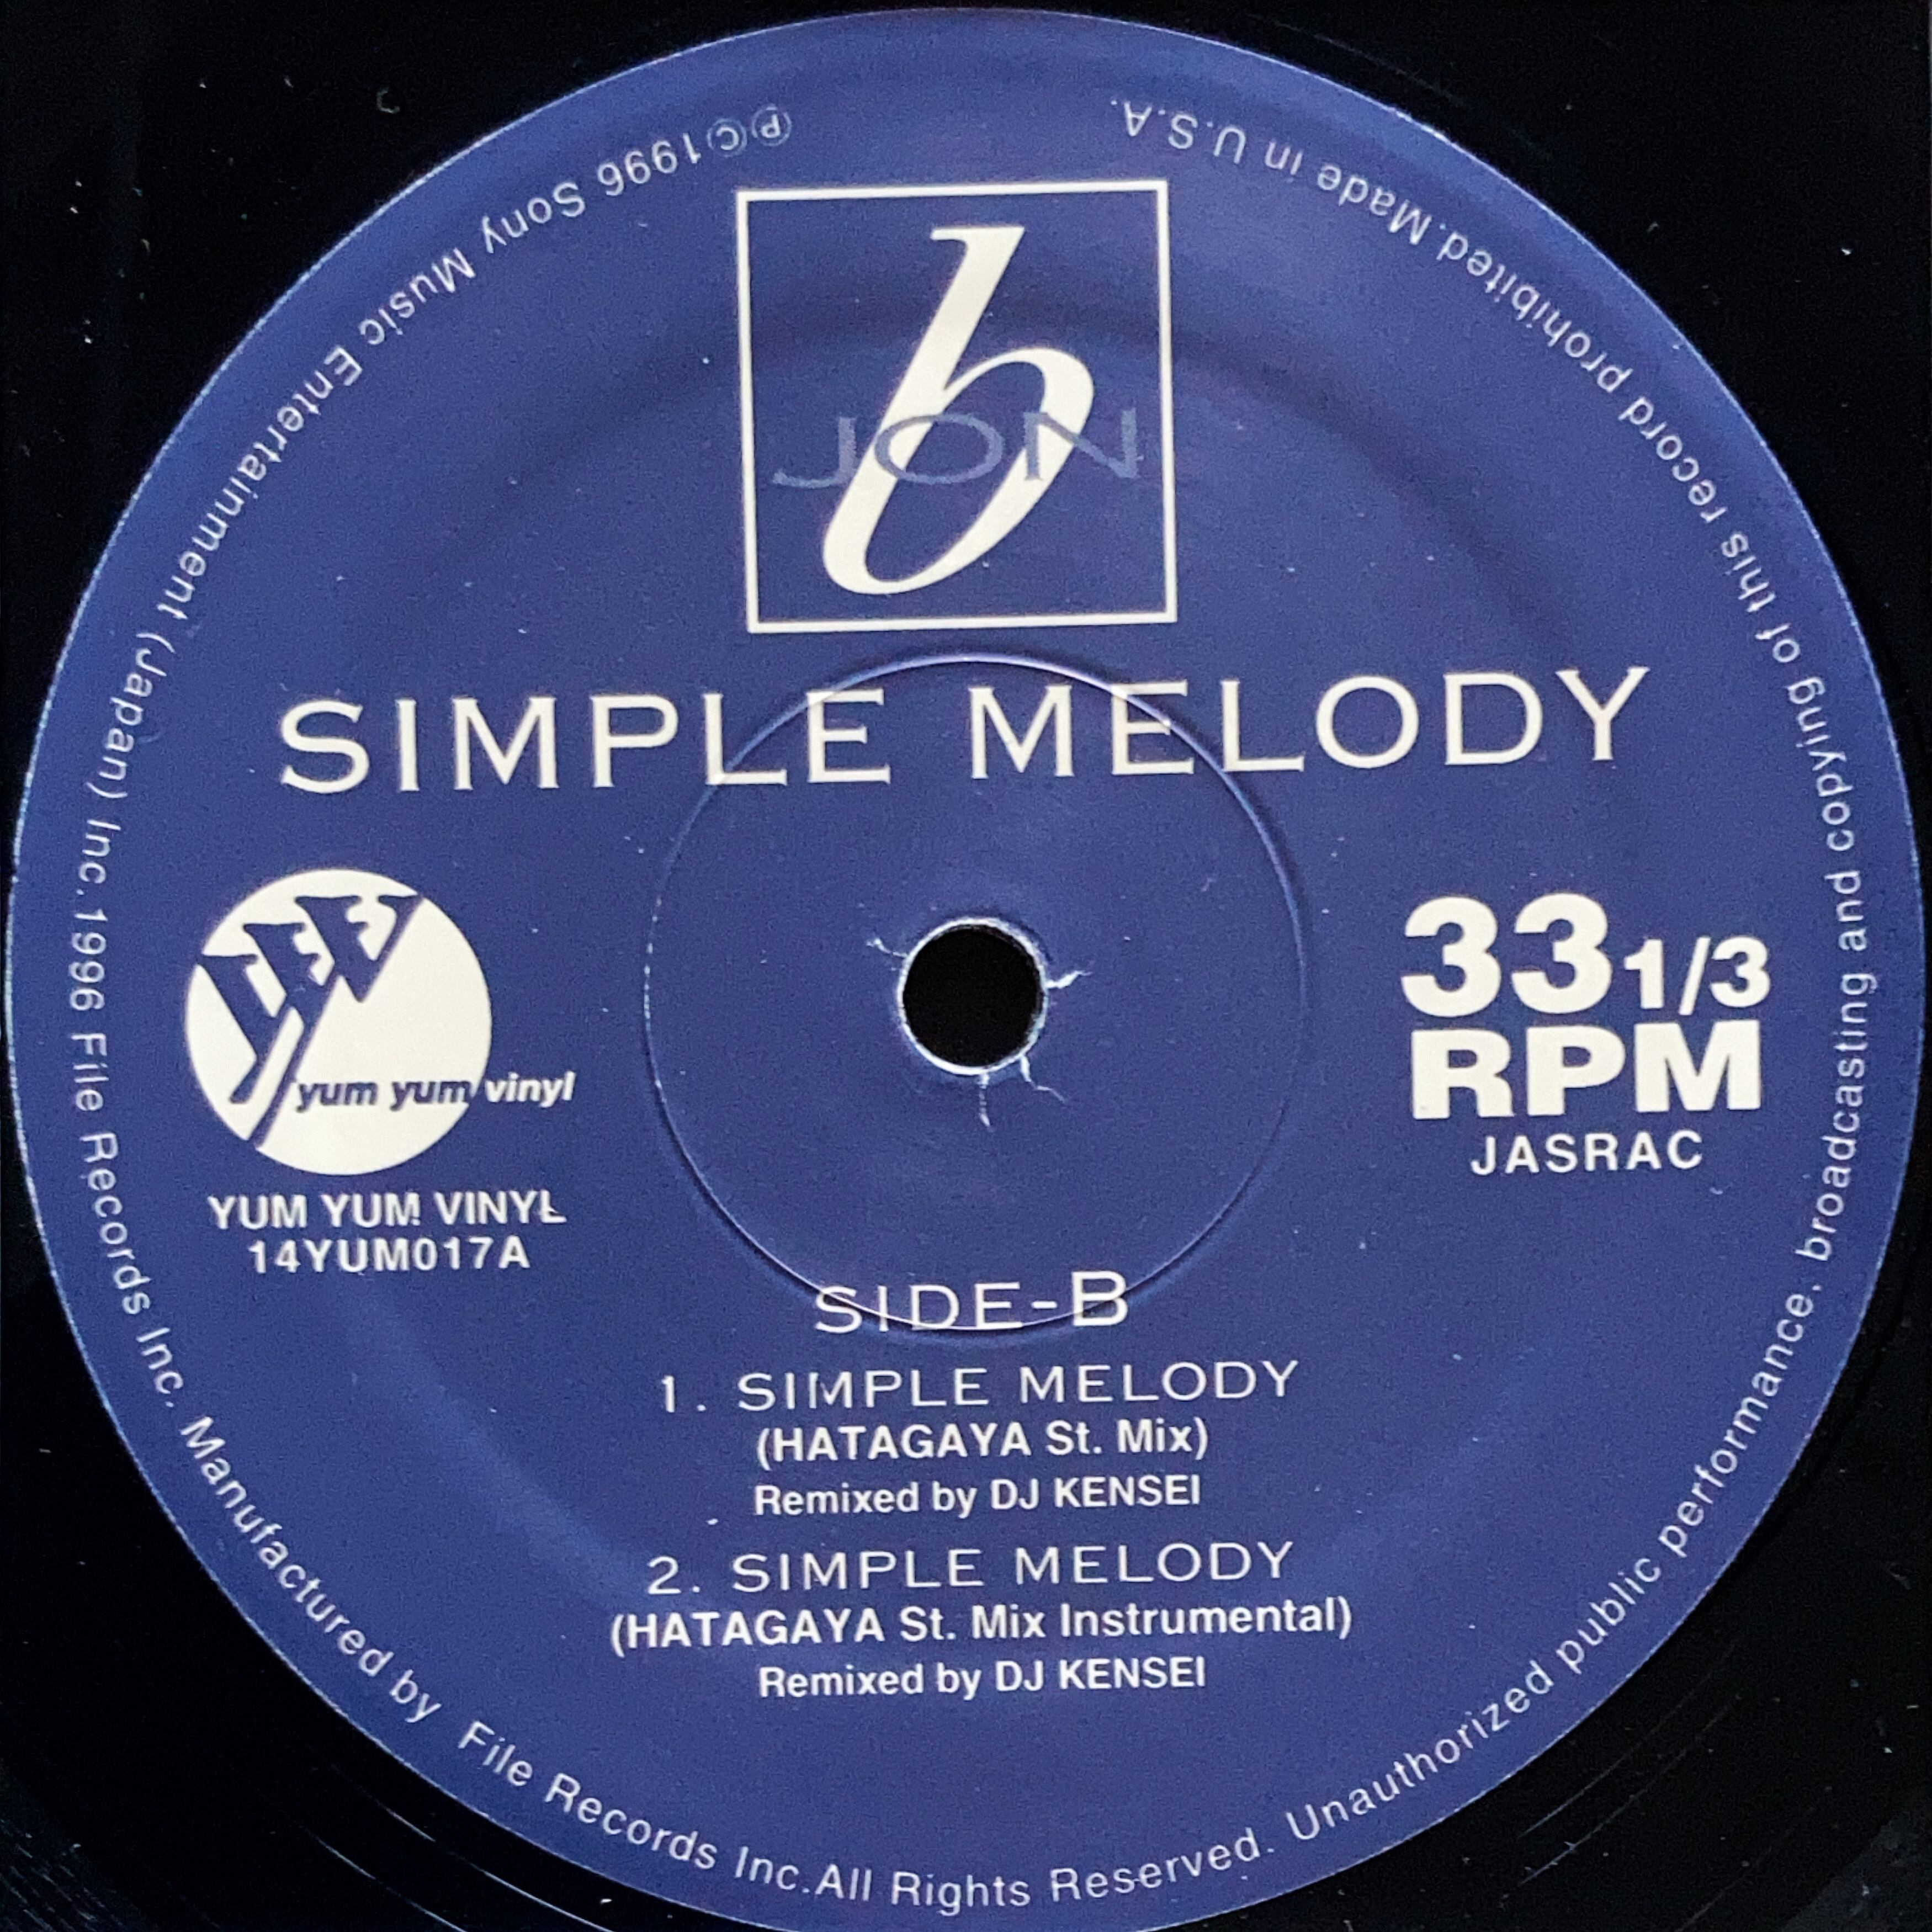 b
JON
SIMPLE MELODY
yum yum vinyl
YUM YUM VINYL
14YUM017A
33 1/3
RPM
JASRAC
SIDE-B
1. SIMPLE MELODY
(HATAGAYA St. Mix)
Remixed by DJ KENSEI
2. SIMPLE MELODY
(HATAGAYA St. Mix Instrumental)
Remixed by DJ KENSEI
Ⓟ©1996 Sony Music Entertainment (Japan) Inc. 1996 File Records Inc. Manufactured by File Records Inc. All Rights Reserved. Unauthorized public performance, broadcasting and copying of this record prohibited. Made in U.S.A.